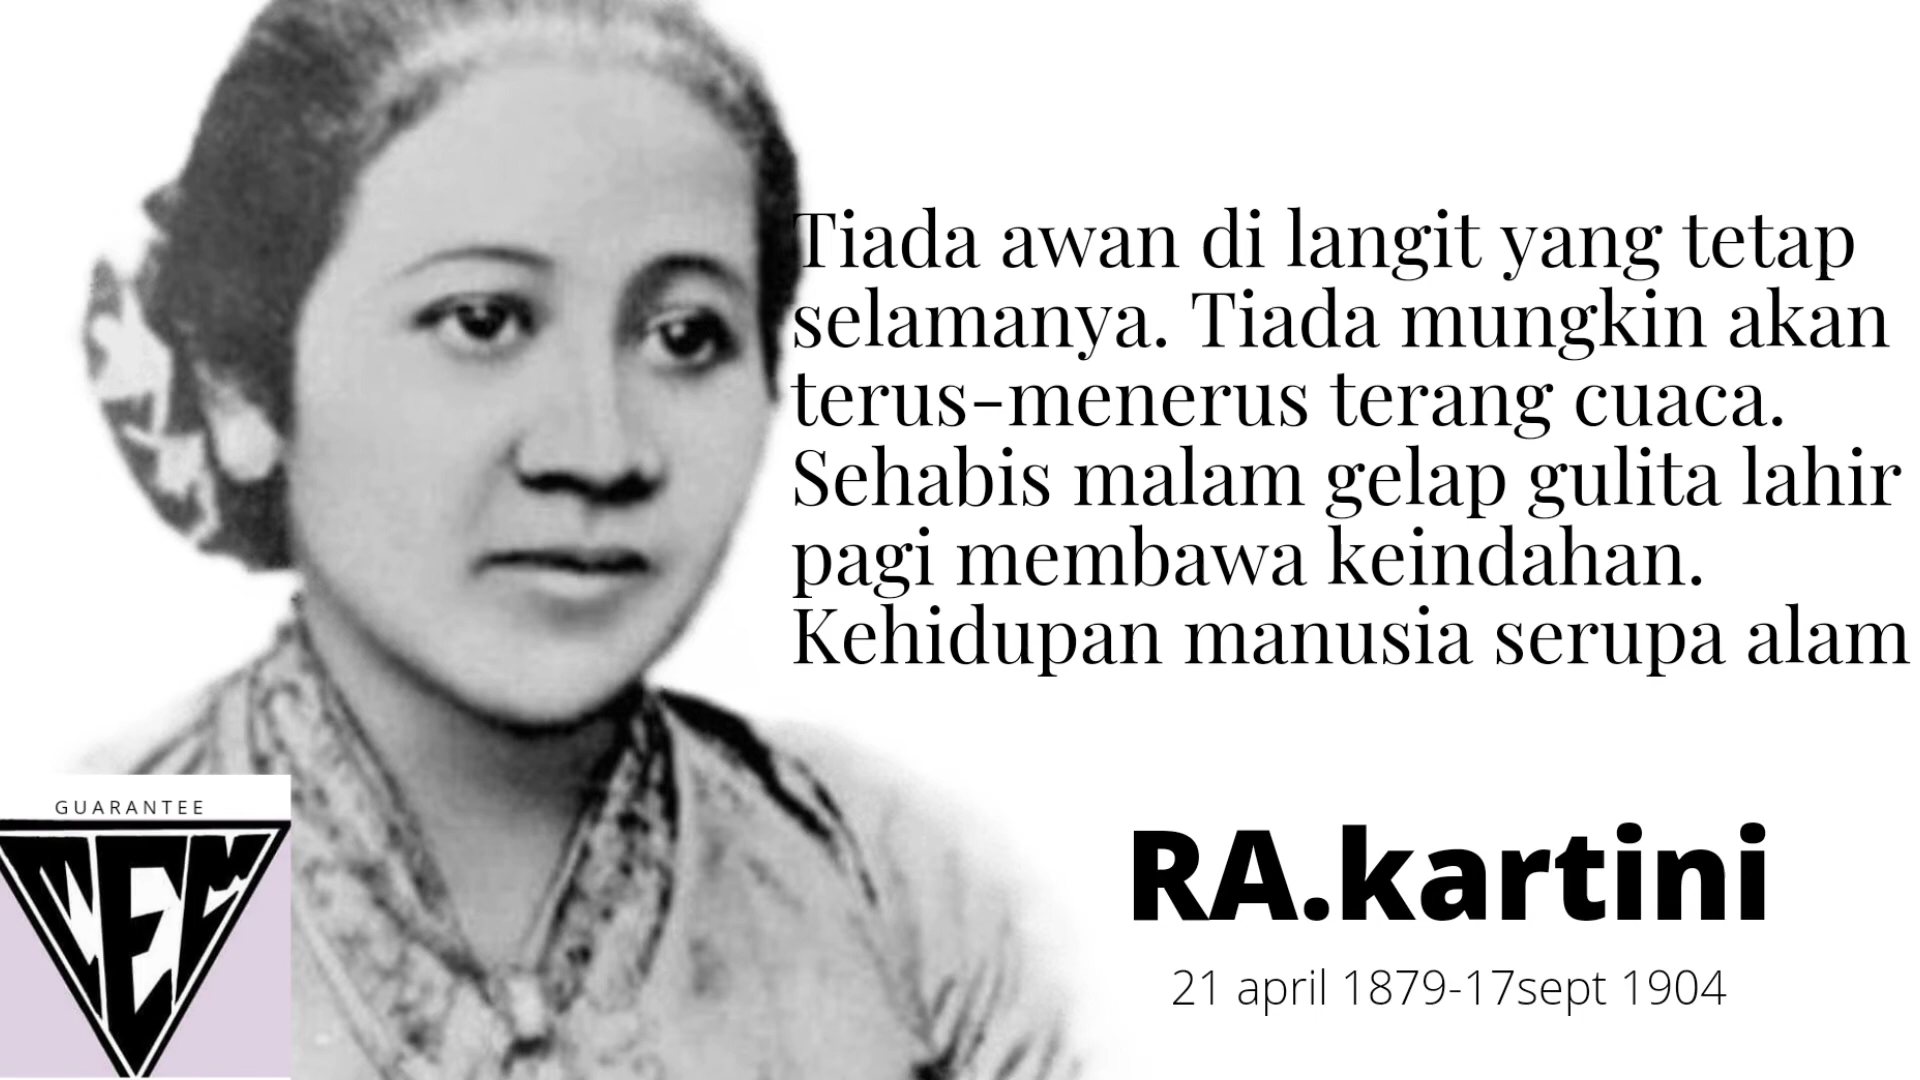 Tiada awan di langit yang tetap
selamanya. Tiada mungkin akan
terus-menerus terang cuaca.
Sehabis malam gelap gulita lahir
pagi membawa keindahan.
Kehidupan manusia serupa alam
RA.kartini
21 april 1879-17sept 1904
GUARANTEE